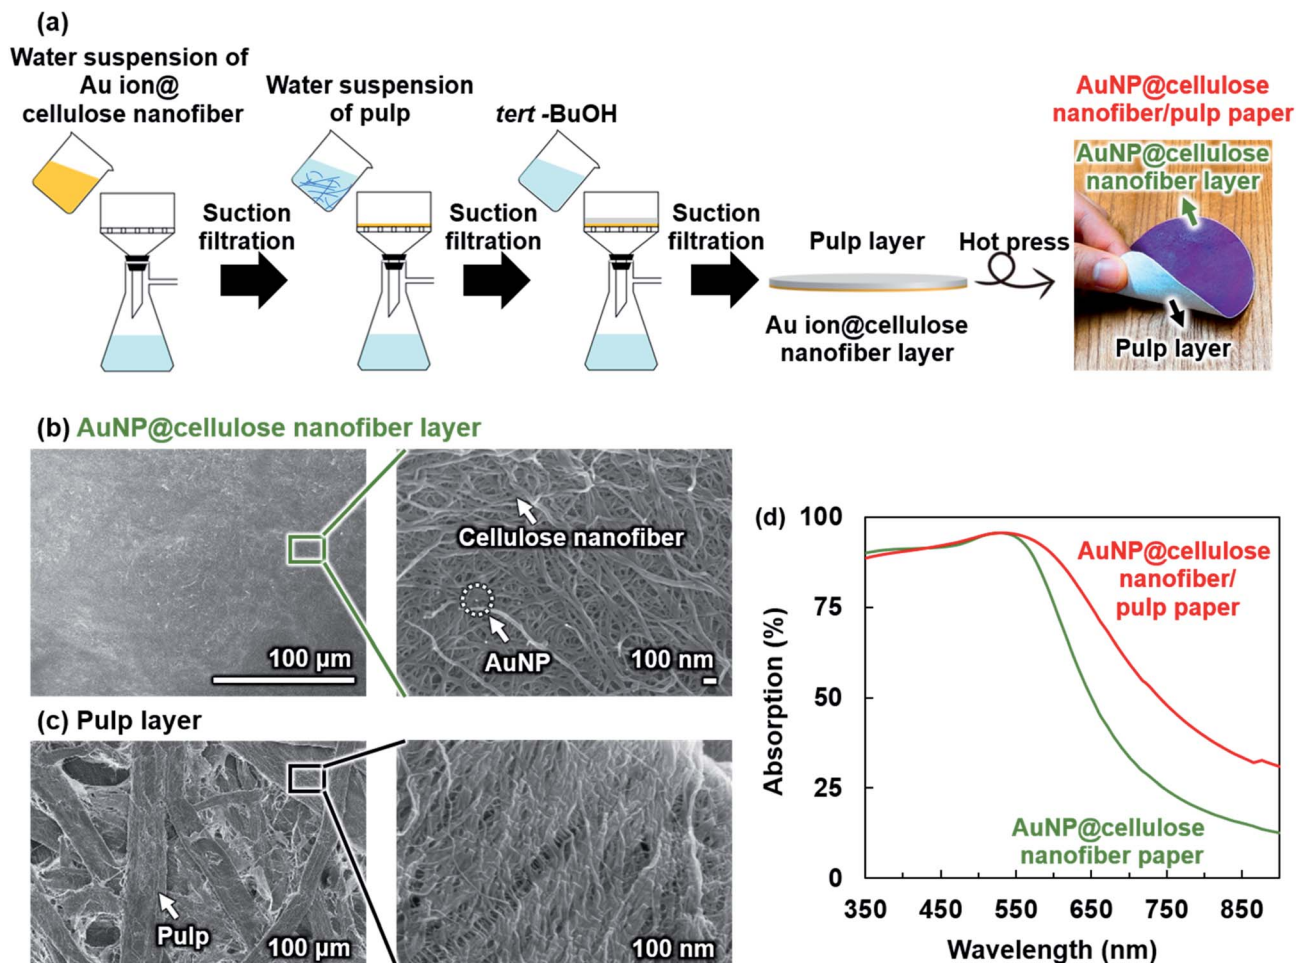 (a)
Water suspension of
Au ion@
cellulose nanofiber
Water suspension
of pulp
tert -BuOH
Suction
filtration
Suction
filtration
Suction
filtration
Pulp layer
Au ion@cellulose
nanofiber layer
Hot press
AuNP@cellulose
nanofiber/pulp paper
AuNP@cellulose
nanofiber layer
Pulp layer
(b) AuNP@cellulose nanofiber layer
100 µm
Cellulose nanofiber
AuNP
100 nm
(c) Pulp layer
Pulp
100 µm
100 nm
(d)
100
75
50
25
0
Absorption (%)
AuNP@cellulose
nanofiber/
pulp paper
AuNP@cellulose
nanofiber paper
350 450 550 650 750 850
Wavelength (nm)